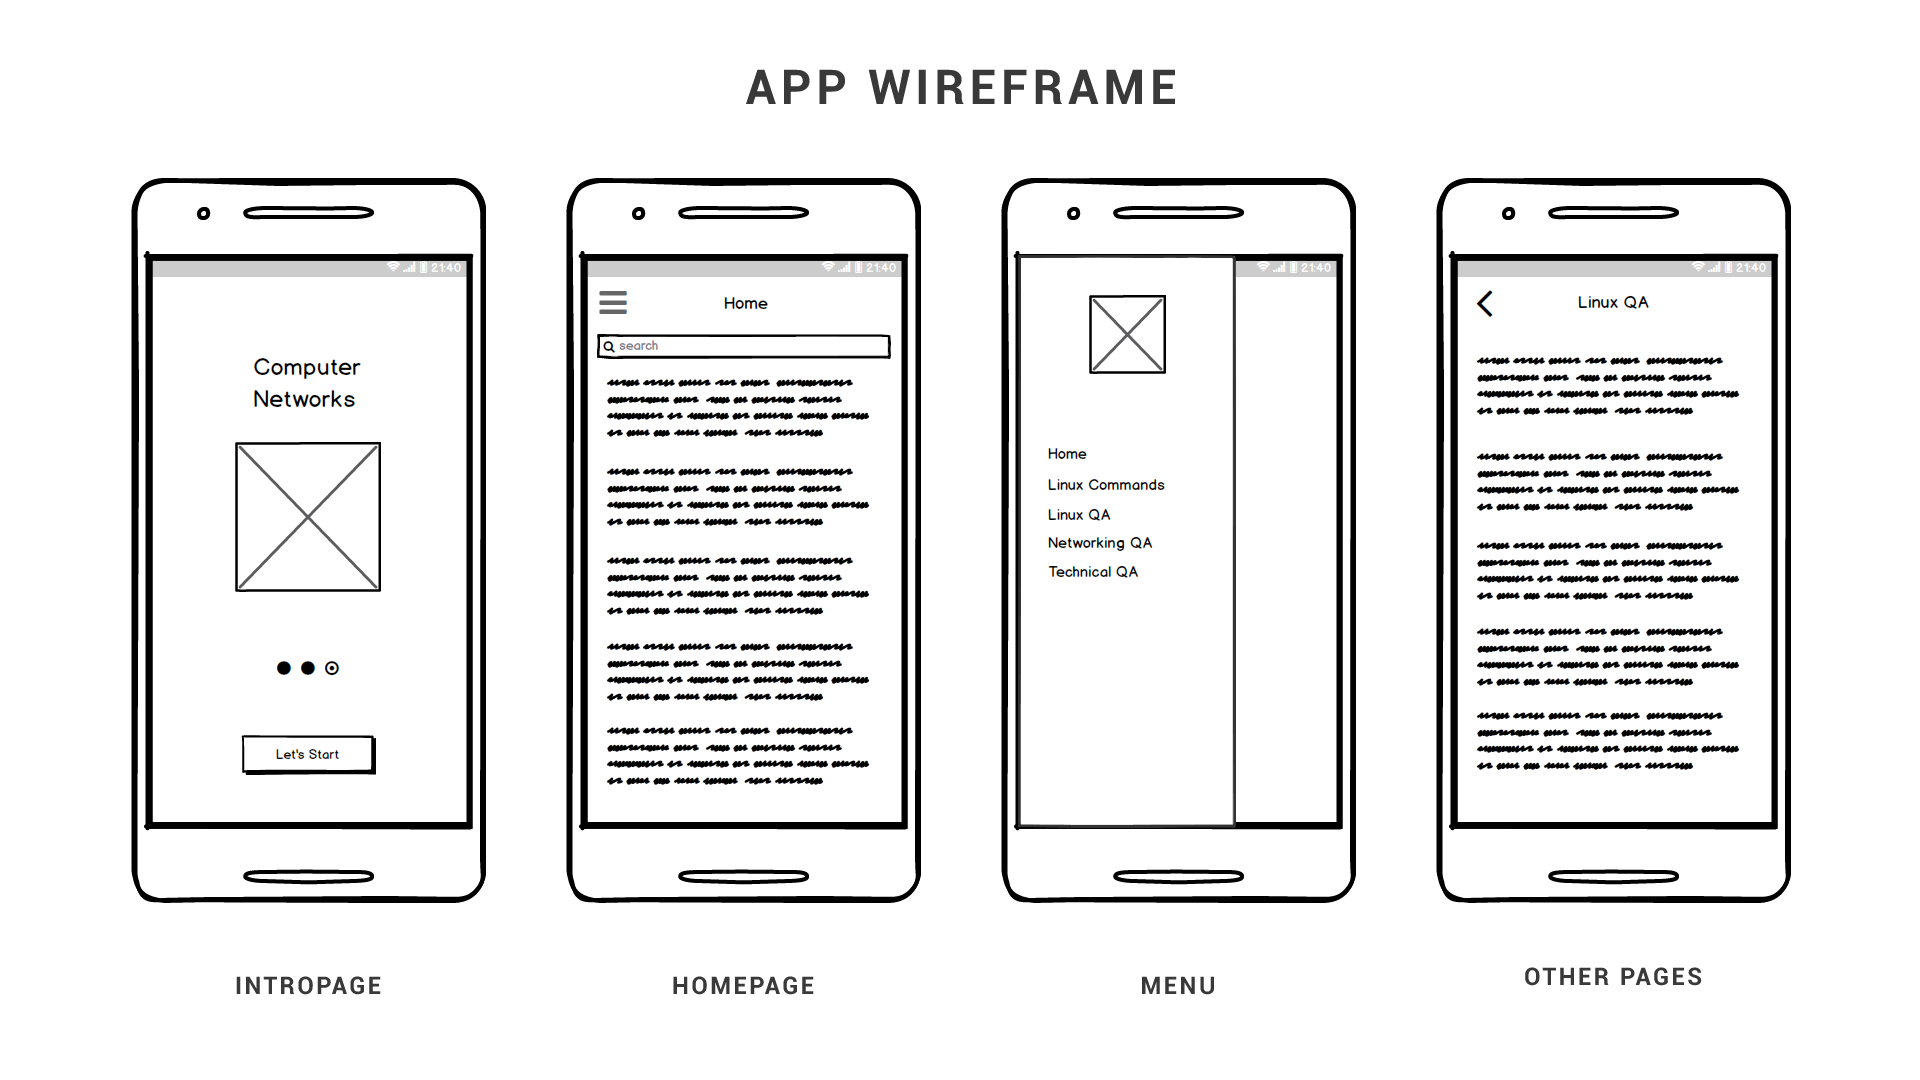 APP WIREFRAME
21:40
Computer
Networks
Let's Start
INTROPAGE
21:40
Home
search
HOMEPAGE
21:40
Home
Linux Commands
Linux QA
Networking QA
Technical QA
MENU
21:40
Linux QA
OTHER PAGES